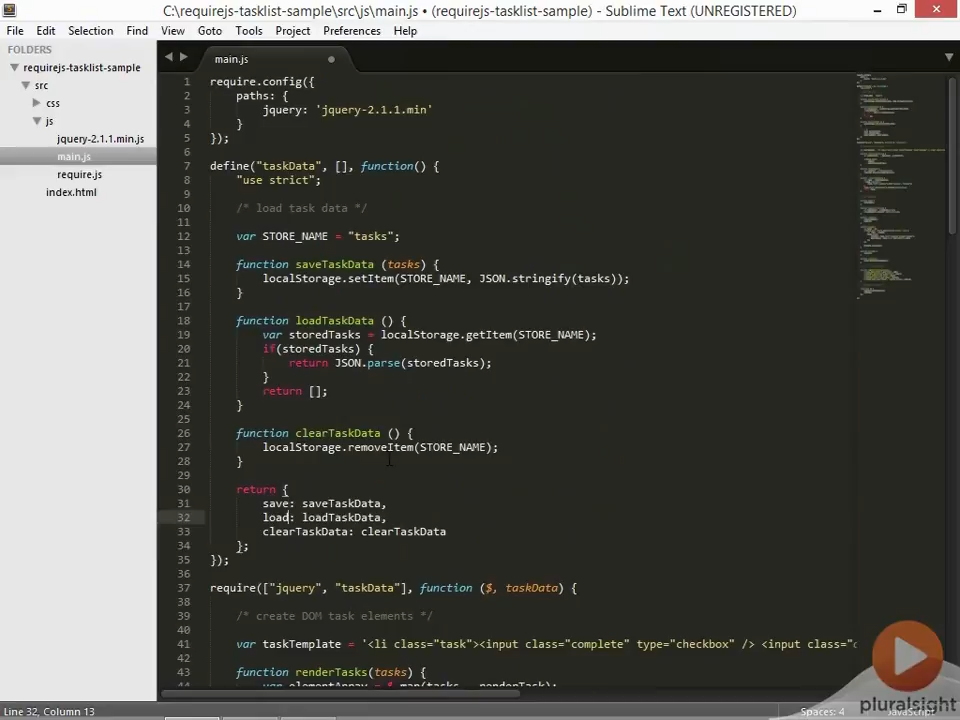 C:\requirejs-tasklist-sample\src\js\main.js • (requirejs-tasklist-sample) - Sublime Text (UNREGISTERED)
File Edit Selection Find View Goto Tools Project Preferences Help
FOLDERS
requirejs-tasklist-sample
src
css
js
jquery-2.1.1.min.js
main.js
require.js
index.html
main.js
1 require.config({
2 paths: {
3 jquery: 'jquery-2.1.1.min'
4 }
5 });
6
7 define("taskData", [], function() {
8 "use strict";
9
10 /* load task data */
11
12 var STORE_NAME = "tasks";
13
14 function saveTaskData (tasks) {
15 localStorage.setItem(STORE_NAME, JSON.stringify(tasks));
16 }
17
18 function loadTaskData () {
19 var storedTasks = localStorage.getItem(STORE_NAME);
20 if(storedTasks) {
21 return JSON.parse(storedTasks);
22 }
23 return [];
24 }
25
26 function clearTaskData () {
27 localStorage.removeItem(STORE_NAME);
28 }
29
30 return {
31 save: saveTaskData,
32 load: loadTaskData,
33 clearTaskData: clearTaskData
34 };
35 });
36
37 require(["jquery", "taskData"], function ($, taskData) {
38
39 /* create DOM task elements */
40
41 var taskTemplate = '<li class="task"><input class="complete" type="checkbox" /> <input class="c
42
43 function renderTasks(tasks) {
44 var elementArray = $.map(tasks, renderTask);
Line 32, Column 13
Spaces: 4
JavaScript
pluralsight